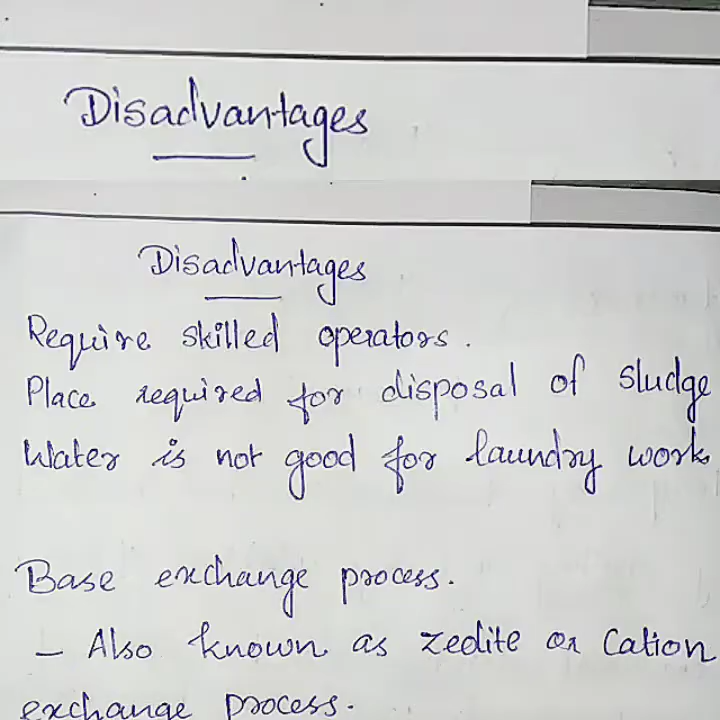 Disadvantages
Disadvantages
Require skilled operators.
Place required for disposal of sludge
Water is not good for laundry work
Base exchange process.
- Also known as zeolite or Cation
exchange process.